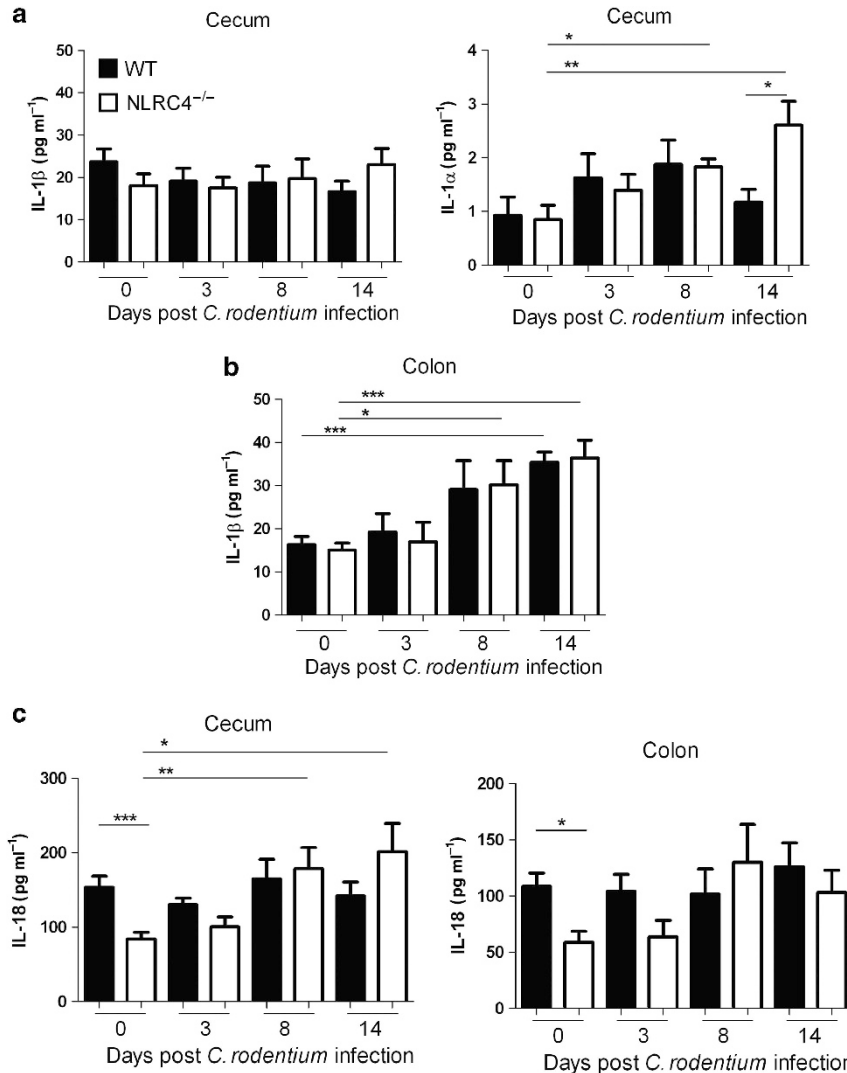 a
Cecum
50
40
30
20
10
0
IL-1β (pg ml⁻¹)
WT
NLRC4⁻/⁻
0 3 8 14
Days post C. rodentium infection
Cecum
4
3
2
1
0
IL-1α (pg ml⁻¹)
*
**
*
0 3 8 14
Days post C. rodentium infection
b
Colon
50
40
30
20
10
0
IL-1β (pg ml⁻¹)
***
*
***
0 3 8 14
Days post C. rodentium infection
c
Cecum
300
200
100
0
IL-18 (pg ml⁻¹)
*
**
***
0 3 8 14
Days post C. rodentium infection
Colon
200
150
100
50
0
IL-18 (pg ml⁻¹)
*
0 3 8 14
Days post C. rodentium infection